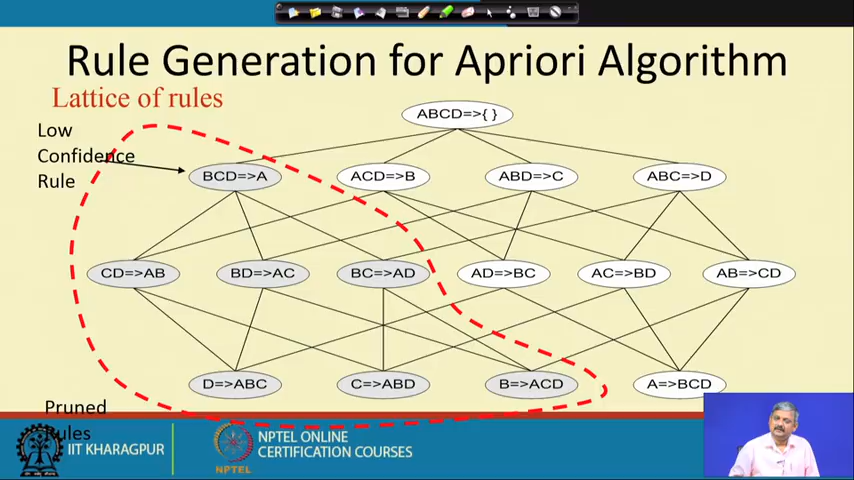 Rule Generation for Apriori Algorithm
Lattice of rules
Low
Confidence
Rule
ABCD=>{ }
BCD=>A
ACD=>B
ABD=>C
ABC=>D
CD=>AB
BD=>AC
BC=>AD
AD=>BC
AC=>BD
AB=>CD
D=>ABC
C=>ABD
B=>ACD
A=>BCD
Pruned
Rules
IIT KHARAGPUR
NPTEL
NPTEL ONLINE
CERTIFICATION COURSES